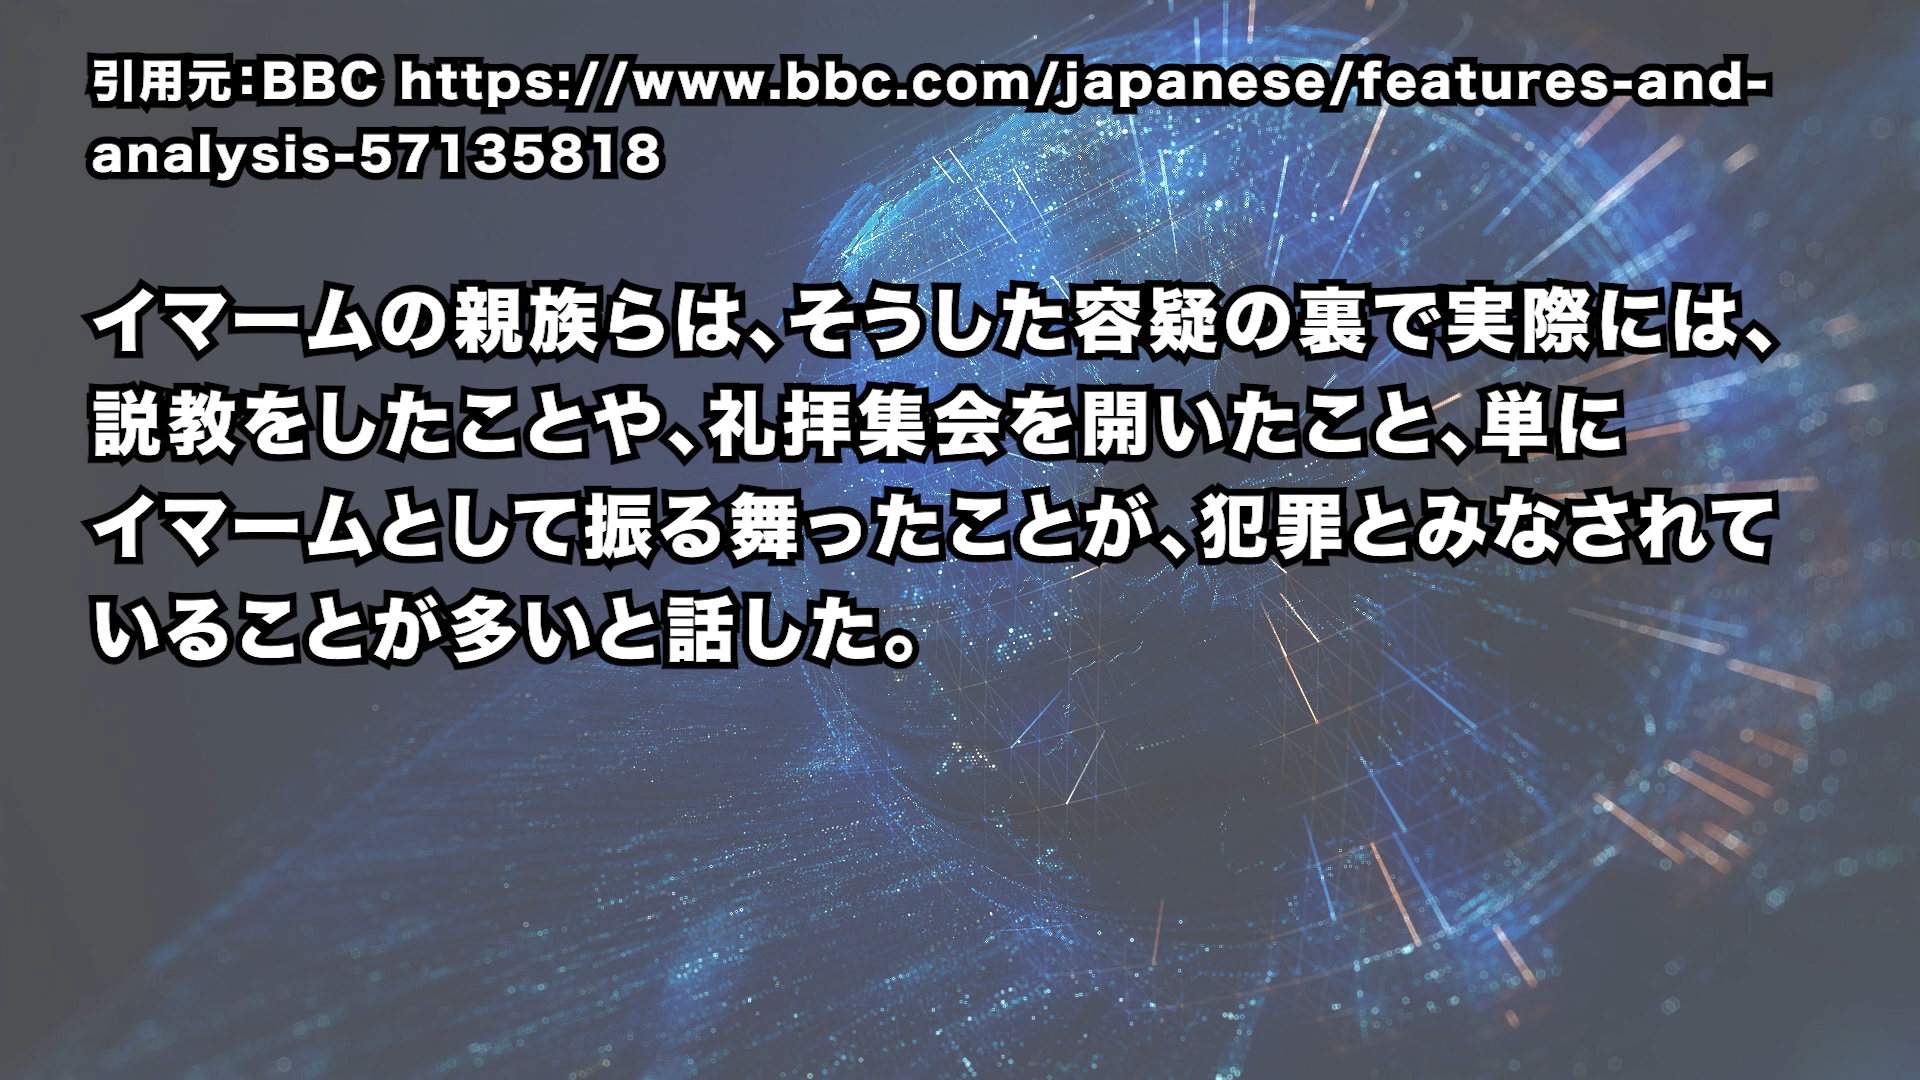 引用元：BBC https://www.bbc.com/japanese/features-and-
analysis-57135818
イマームの親族らは、そうした容疑の裏で実際には、
説教をしたことや、礼拝集会を開いたこと、単に
イマームとして振る舞ったことが、犯罪とみなされて
いることが多いと話した。